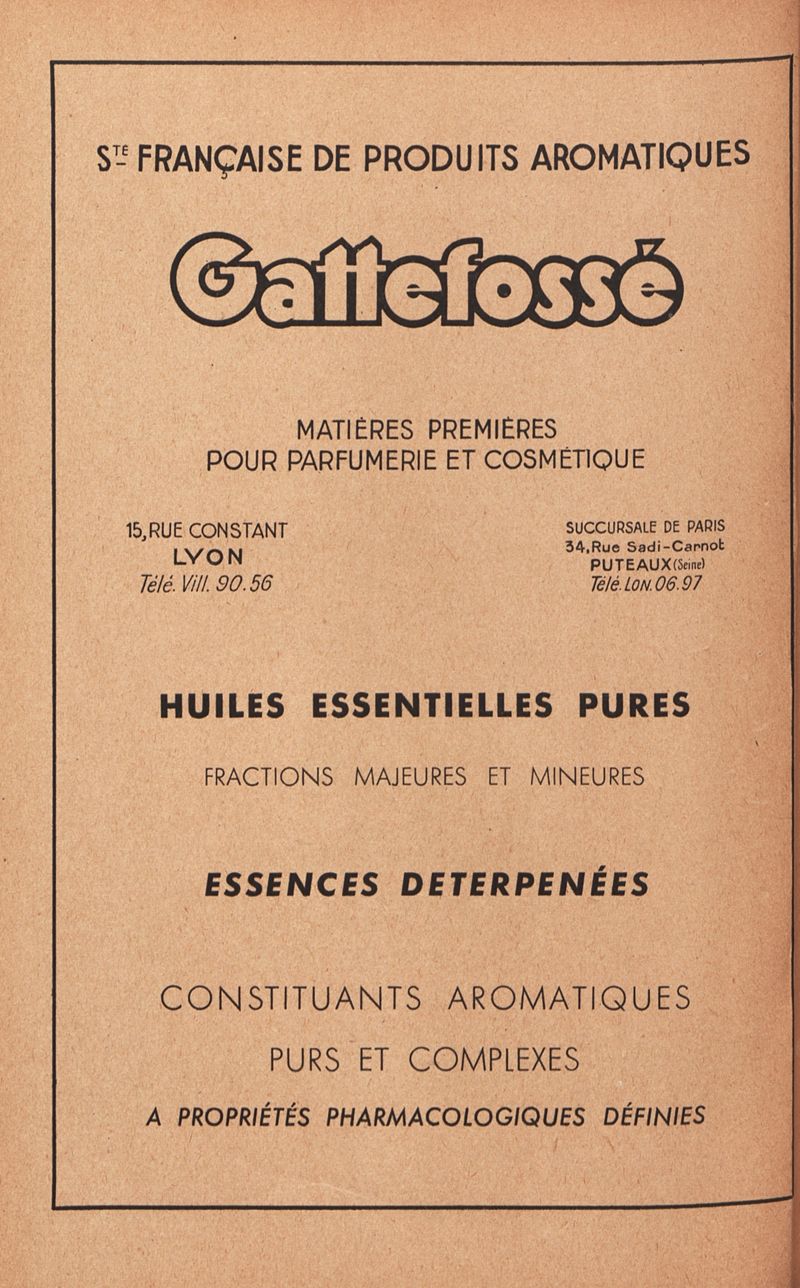 STÉ FRANÇAISE DE PRODUITS AROMATIQUES
Gattefossé
MATIÈRES PREMIÈRES
POUR PARFUMERIE ET COSMÉTIQUE
15, RUE CONSTANT
LYON
Télé. Vill. 90.56
SUCCURSALE DE PARIS
34, Rue Sadi-Carnot
PUTEAUX (Seine)
Télé. LON. 06.97
HUILES ESSENTIELLES PURES
FRACTIONS MAJEURES ET MINEURES
ESSENCES DETERPENÉES
CONSTITUANTS AROMATIQUES
PURS ET COMPLEXES
A PROPRIÉTÉS PHARMACOLOGIQUES DÉFINIES